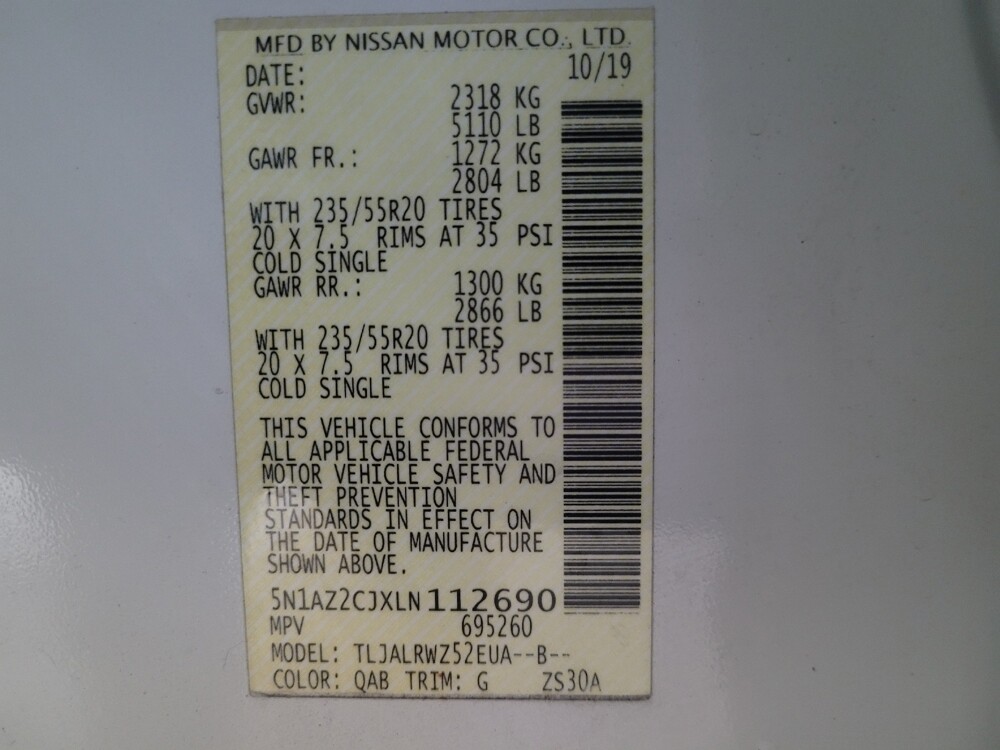 MFD BY NISSAN MOTOR CO., LTD.
DATE: 10/19
GVWR: 2318 KG
5110 LB
GAWR FR.: 1272 KG
2804 LB
WITH 235/55R20 TIRES
20 X 7.5 RIMS AT 35 PSI
COLD SINGLE
GAWR RR.: 1300 KG
2866 LB
WITH 235/55R20 TIRES
20 X 7.5 RIMS AT 35 PSI
COLD SINGLE
THIS VEHICLE CONFORMS TO
ALL APPLICABLE FEDERAL
MOTOR VEHICLE SAFETY AND
THEFT PREVENTION
STANDARDS IN EFFECT ON
THE DATE OF MANUFACTURE
SHOWN ABOVE.
5N1AZ2CJXLN112690
MPV 695260
MODEL: TLJALRWZ52EUA--B--
COLOR: QAB TRIM: G ZS30A